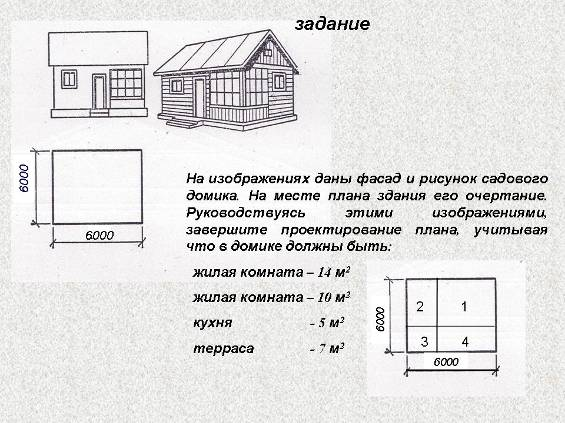 задание
6000
6000
На изображениях даны фасад и рисунок садового
домика. На месте плана здания его очертание.
Руководствуясь этими изображениями,
завершите проектирование плана, учитывая
что в домике должны быть:
жилая комната – 14 м²
жилая комната – 10 м²
кухня - 5 м²
терраса - 7 м²
2 1
3 4
6000
6000